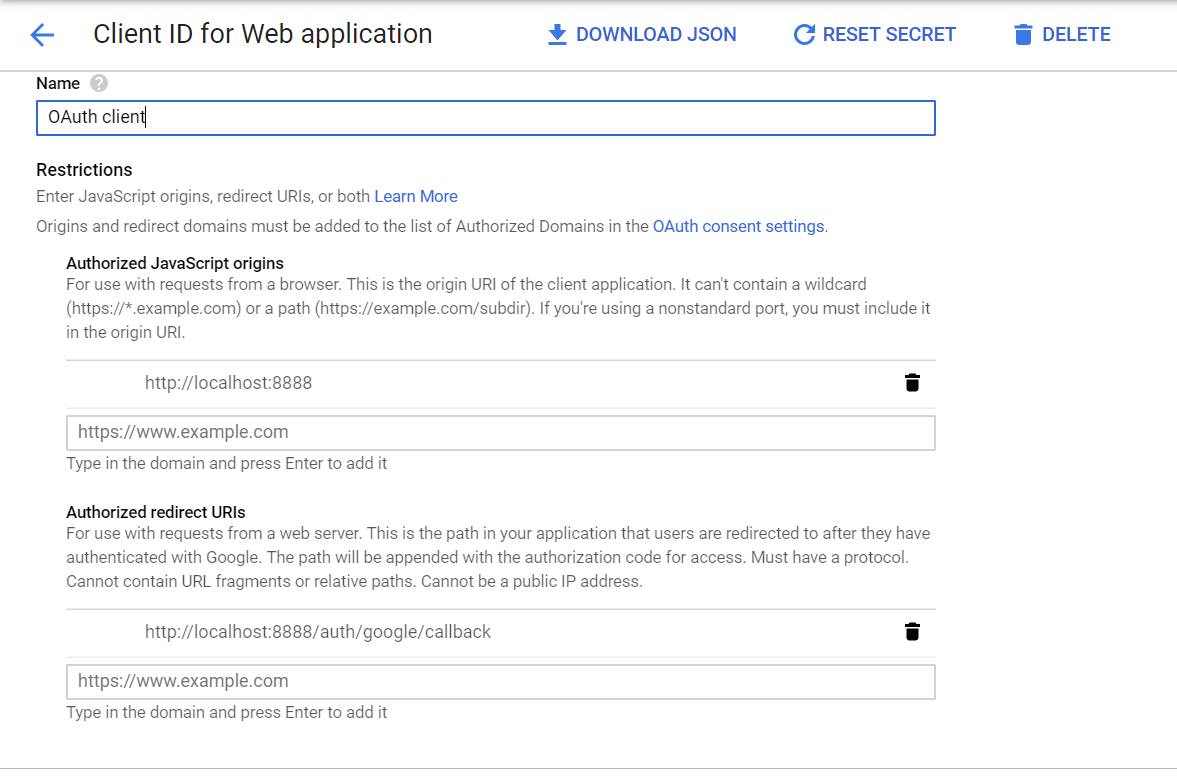 Client ID for Web application DOWNLOAD JSON RESET SECRET DELETE
Name ?
OAuth client
Restrictions
Enter JavaScript origins, redirect URIs, or both Learn More
Origins and redirect domains must be added to the list of Authorized Domains in the OAuth consent settings.
Authorized JavaScript origins
For use with requests from a browser. This is the origin URI of the client application. It can't contain a wildcard
(https://*.example.com) or a path (https://example.com/subdir). If you're using a nonstandard port, you must include it
in the origin URI.
http://localhost:8888
https://www.example.com
Type in the domain and press Enter to add it
Authorized redirect URIs
For use with requests from a web server. This is the path in your application that users are redirected to after they have
authenticated with Google. The path will be appended with the authorization code for access. Must have a protocol.
Cannot contain URL fragments or relative paths. Cannot be a public IP address.
http://localhost:8888/auth/google/callback
https://www.example.com
Type in the domain and press Enter to add it